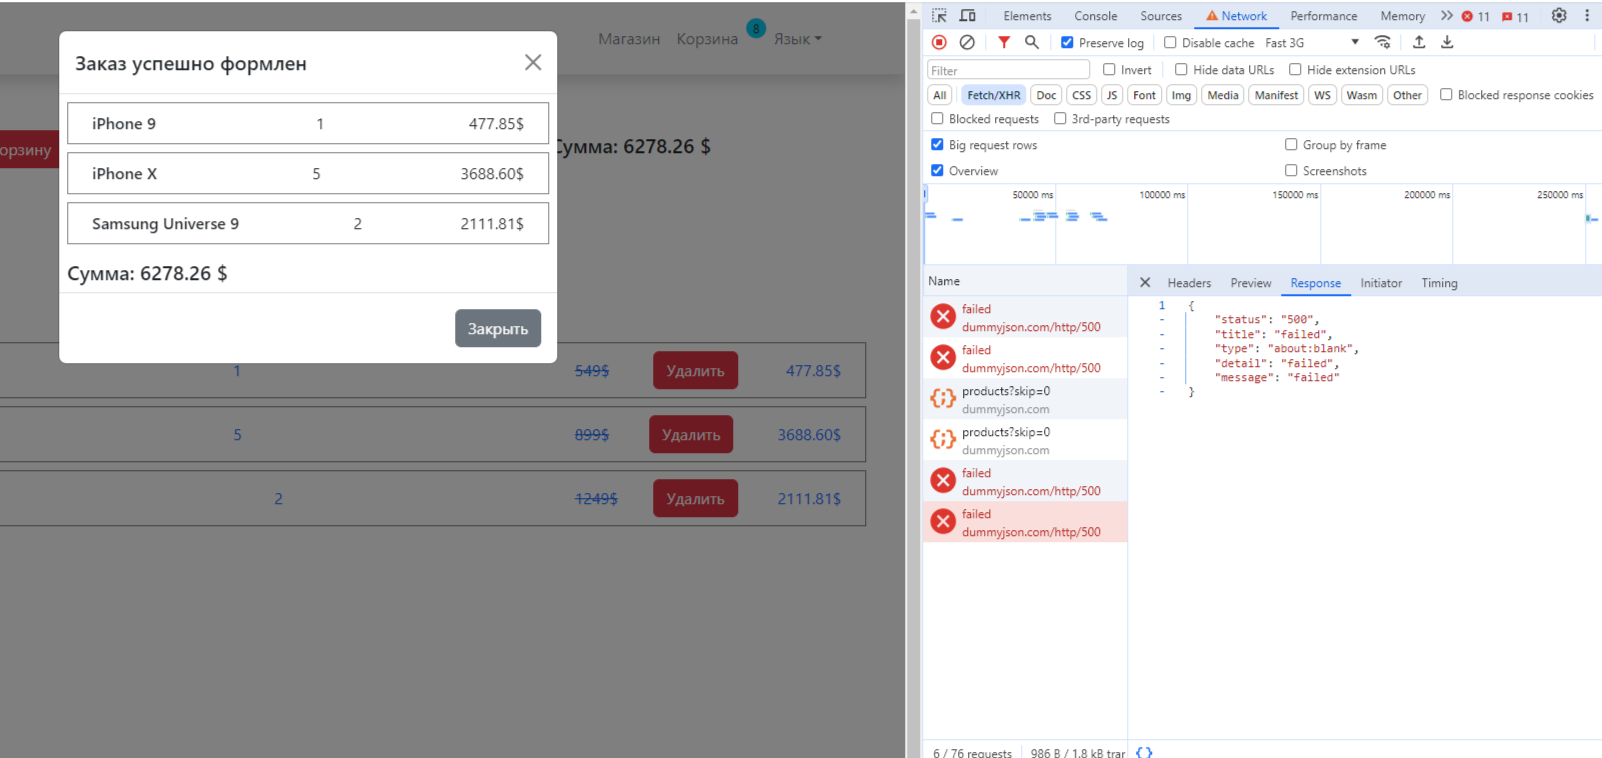 Магазин Корзина 8 Язык
Заказ успешно формлен
iPhone 9 1 477.85$
iPhone X 5 3688.60$
Samsung Universe 9 2 2111.81$
Сумма: 6278.26 $
Закрыть
орзину
Сумма: 6278.26 $
1 549$ Удалить 477.85$
5 899$ Удалить 3688.60$
2 1249$ Удалить 2111.81$
Elements Console Sources Network Performance Memory 11 11
Preserve log Disable cache Fast 3G
Filter Invert Hide data URLs Hide extension URLs
All Fetch/XHR Doc CSS JS Font Img Media Manifest WS Wasm Other Blocked response cookies
Blocked requests 3rd-party requests
Big request rows Group by frame
Overview Screenshots
50000 ms 100000 ms 150000 ms 200000 ms 250000 ms
Name
failed
dummyjson.com/http/500
failed
dummyjson.com/http/500
products?skip=0
dummyjson.com
products?skip=0
dummyjson.com
failed
dummyjson.com/http/500
failed
dummyjson.com/http/500
6 / 76 requests 986 B / 1.8 kB tran
Headers Preview Response Initiator Timing
1 {
- "status": "500",
- "title": "failed",
- "type": "about:blank",
- "detail": "failed",
- "message": "failed"
- }